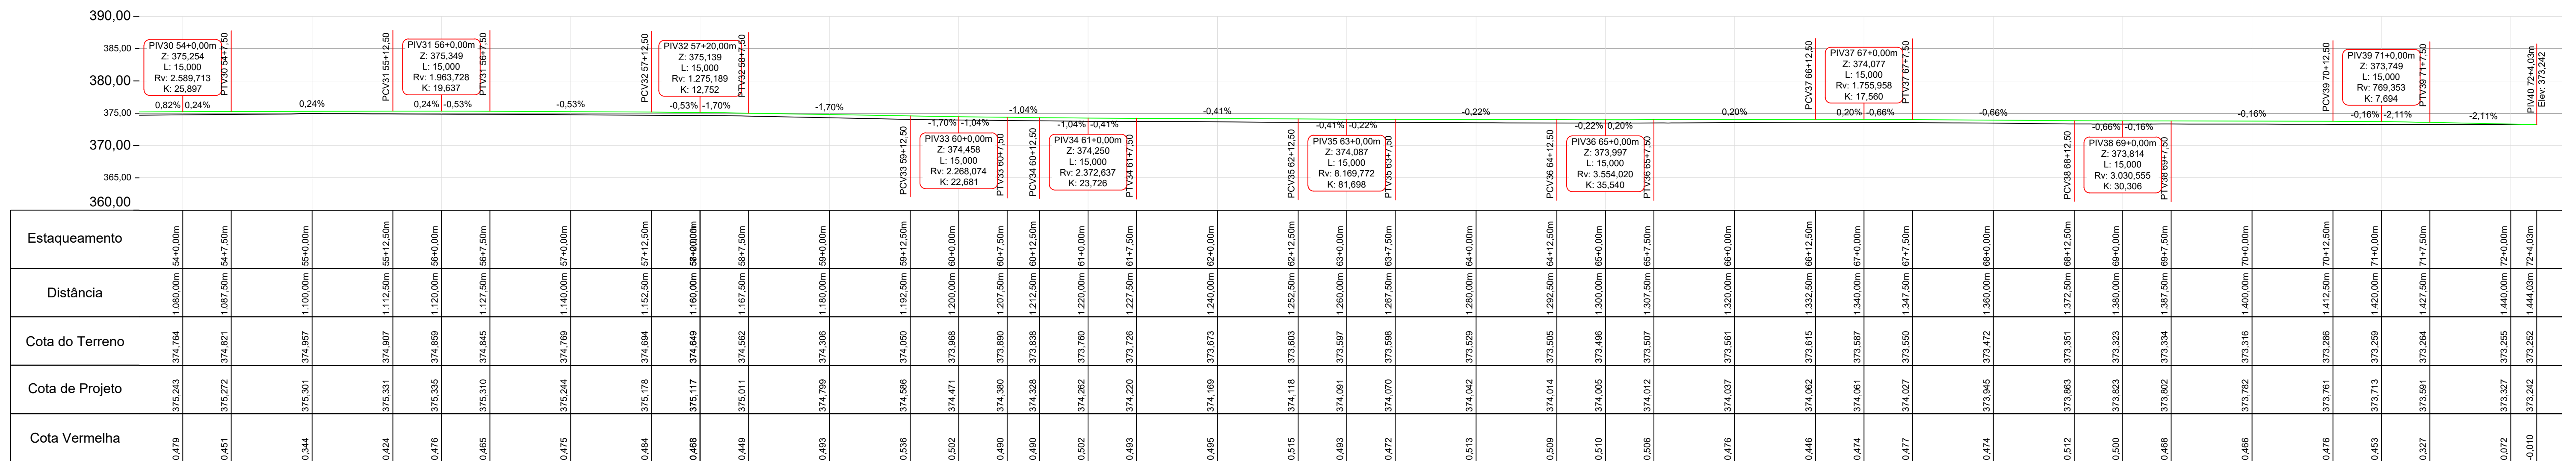 390,00
385,00
380,00
375,00
370,00
365,00
360,00
PIV30 54+0,00m
Z: 375,254
L: 15,000
Rv: 2.589,713
K: 25,897
0,82%
0,24%
PTV30 54+7,50
0,24%
PCV31 55+12,50
PIV31 56+0,00m
Z: 375,349
L: 15,000
Rv: 1.963,728
K: 19,637
0,24%
-0,53%
PTV31 56+7,50
-0,53%
PCV32 57+12,50
PIV32 57+20,00m
Z: 375,139
L: 15,000
Rv: 1.275,189
K: 12,752
-0,53%
-1,70%
PTV32 58+7,50
-1,70%
PCV33 59+12,50
-1,70%
-1,04%
PIV33 60+0,00m
Z: 374,458
L: 15,000
Rv: 2.268,074
K: 22,681
PTV33 60+7,50
-1,04%
PCV34 60+12,50
-1,04%
-0,41%
PIV34 61+0,00m
Z: 374,250
L: 15,000
Rv: 2.372,637
K: 23,726
PTV34 61+7,50
-0,41%
PCV35 62+12,50
-0,41%
-0,22%
PIV35 63+0,00m
Z: 374,087
L: 15,000
Rv: 8.169,772
K: 81,698
PTV35 63+7,50
-0,22%
PCV36 64+12,50
-0,22%
0,20%
PIV36 65+0,00m
Z: 373,997
L: 15,000
Rv: 3.554,020
K: 35,540
PTV36 65+7,50
0,20%
PCV37 66+12,50
PIV37 67+0,00m
Z: 374,077
L: 15,000
Rv: 1.755,958
K: 17,560
0,20%
-0,66%
PTV37 67+7,50
-0,66%
PCV38 68+12,50
-0,66%
-0,16%
PIV38 69+0,00m
Z: 373,814
L: 15,000
Rv: 3.030,555
K: 30,306
PTV38 69+7,50
-0,16%
PCV39 70+12,50
PIV39 71+0,00m
Z: 373,749
L: 15,000
Rv: 769,353
K: 7,694
-0,16%
-2,11%
PTV39 71+7,50
-2,11%
PIV40 72+4,03m
Elev: 373,242
Estaqueamento
54+0,00m
54+7,50m
55+0,00m
55+12,50m
56+0,00m
56+7,50m
57+0,00m
57+12,50m
58+7,50m
59+0,00m
59+12,50m
60+0,00m
60+7,50m
60+12,50m
61+0,00m
61+7,50m
62+0,00m
62+12,50m
63+0,00m
63+7,50m
64+0,00m
64+12,50m
65+0,00m
65+7,50m
66+0,00m
66+12,50m
67+0,00m
67+7,50m
68+0,00m
68+12,50m
69+0,00m
69+7,50m
70+0,00m
70+12,50m
71+0,00m
71+7,50m
72+0,00m
72+4,03m
Distância
1.080,00m
1.087,50m
1.100,00m
1.112,50m
1.120,00m
1.127,50m
1.140,00m
1.152,50m
1.160,00m
1.167,50m
1.180,00m
1.192,50m
1.200,00m
1.207,50m
1.212,50m
1.220,00m
1.227,50m
1.240,00m
1.252,50m
1.260,00m
1.267,50m
1.280,00m
1.292,50m
1.300,00m
1.307,50m
1.320,00m
1.332,50m
1.340,00m
1.347,50m
1.360,00m
1.372,50m
1.380,00m
1.387,50m
1.400,00m
1.412,50m
1.420,00m
1.427,50m
1.440,00m
1.444,03m
Cota do Terreno
374,764
374,821
374,957
374,907
374,859
374,845
374,769
374,694
374,649
374,562
374,306
374,050
373,968
373,890
373,838
373,760
373,726
373,673
373,603
373,597
373,598
373,529
373,505
373,496
373,507
373,561
373,615
373,587
373,550
373,472
373,351
373,323
373,334
373,316
373,286
373,259
373,264
373,255
373,252
Cota de Projeto
375,243
375,272
375,301
375,331
375,335
375,310
375,244
375,178
375,117
375,011
374,799
374,586
374,471
374,380
374,328
374,262
374,220
374,169
374,118
374,091
374,070
374,042
374,014
374,005
374,012
374,037
374,062
374,061
374,027
373,945
373,863
373,823
373,802
373,782
373,761
373,713
373,591
373,327
373,242
Cota Vermelha
0,479
0,451
0,344
0,424
0,476
0,465
0,475
0,484
0,468
0,449
0,493
0,536
0,502
0,490
0,490
0,502
0,493
0,495
0,515
0,493
0,472
0,513
0,509
0,510
0,506
0,476
0,446
0,474
0,477
0,474
0,512
0,500
0,468
0,466
0,476
0,453
0,327
0,072
-0,010